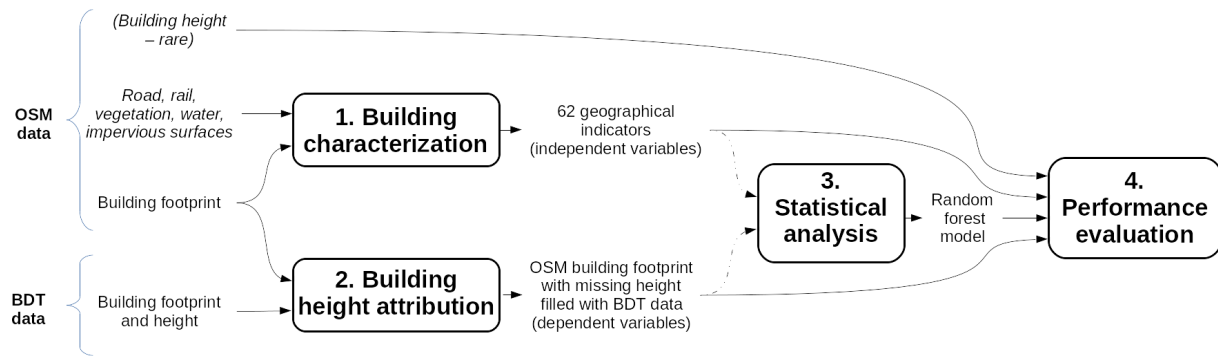 (Building height
– rare)
OSM
data
Road, rail,
vegetation, water,
impervious surfaces
Building footprint
BDT
data
Building footprint
and height
1. Building
characterization
2. Building
height attribution
62 geographical
indicators
(independent variables)
OSM building footprint
with missing height
filled with BDT data
(dependent variables)
3.
Statistical
analysis
Random
forest
model
4.
Performance
evaluation